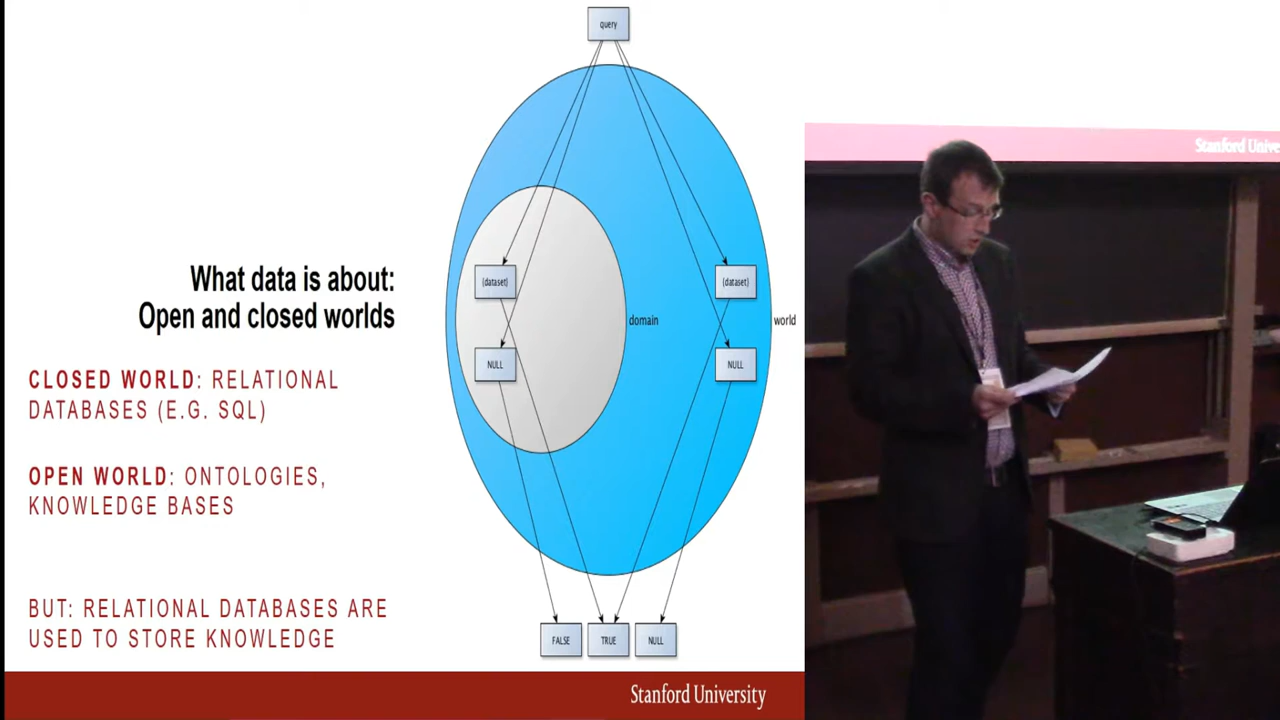 query
What data is about:
Open and closed worlds
(dataset)
(dataset)
domain
world
NULL
NULL
CLOSED WORLD: RELATIONAL
DATABASES (E.G. SQL)
OPEN WORLD: ONTOLOGIES,
KNOWLEDGE BASES
BUT: RELATIONAL DATABASES ARE
USED TO STORE KNOWLEDGE
FALSE
TRUE
NULL
Stanford University
Stanford Unive